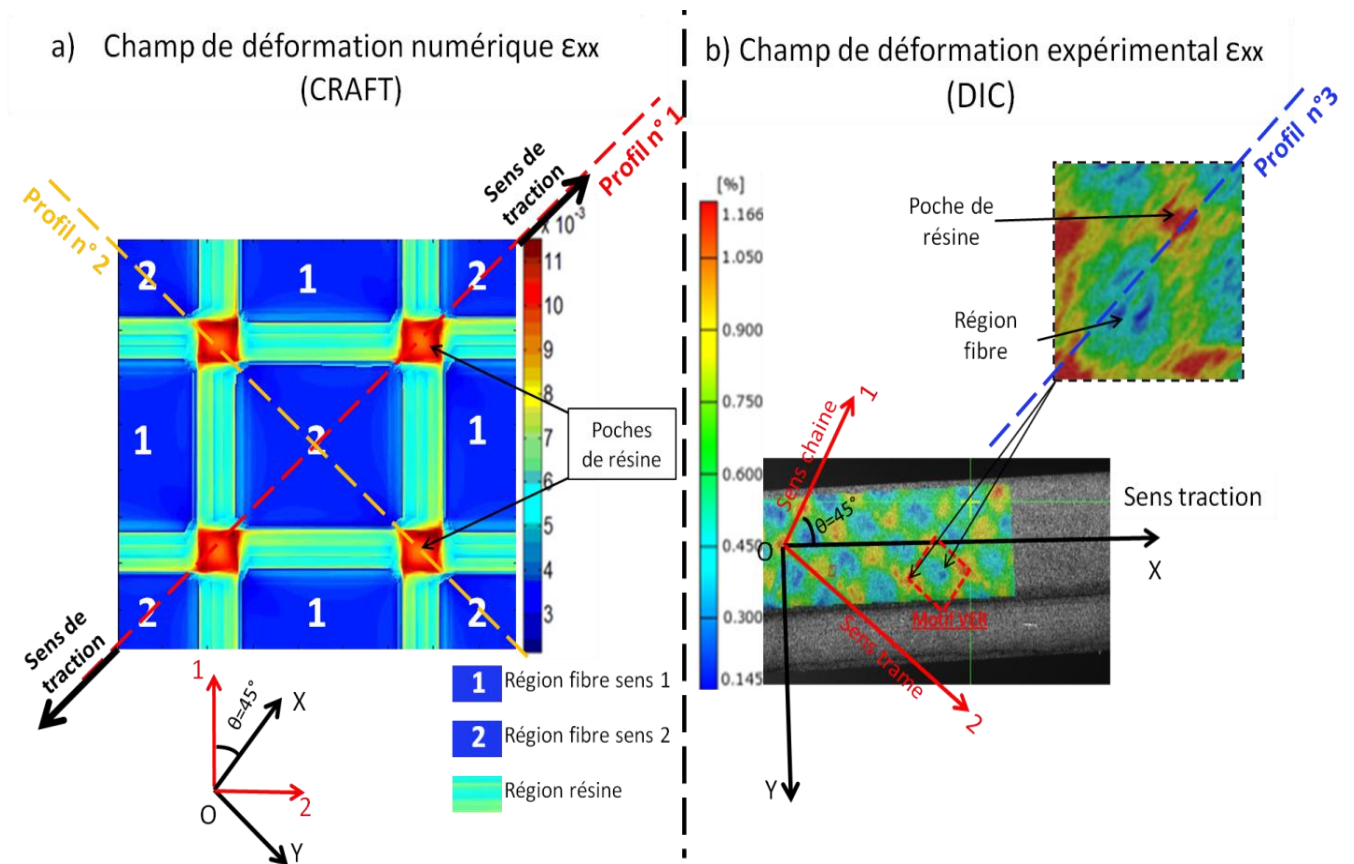 a) Champ de déformation numérique εxx
(CRAFT)
b) Champ de déformation expérimental εxx
(DIC)
Profil n° 1
Sens de
traction
Profil n° 2
x 10⁻³
11
10
9
8
7
6
5
4
3
2
1
2
1
2
1
2
1
2
Poches
de résine
Sens de
traction
1
θ=45°
X
2
O
Y
1 Région fibre sens 1
2 Région fibre sens 2
Région résine
Profil n°3
[%]
1.166
1.050
0.900
0.750
0.600
0.450
0.300
0.145
Poche de
résine
Région
fibre
1
Sens chaine
θ=45°
Sens traction
O
X
Motif VER
Sens trame
2
Y